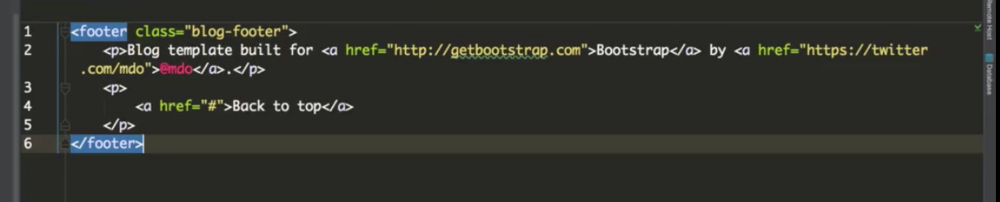 1 <footer class="blog-footer">
2 <p>Blog template built for <a href="http://getbootstrap.com">Bootstrap</a> by <a href="https://twitter
.com/mdo">@mdo</a>.</p>
3 <p>
4 <a href="#">Back to top</a>
5 </p>
6 </footer>
Remote Host
Database